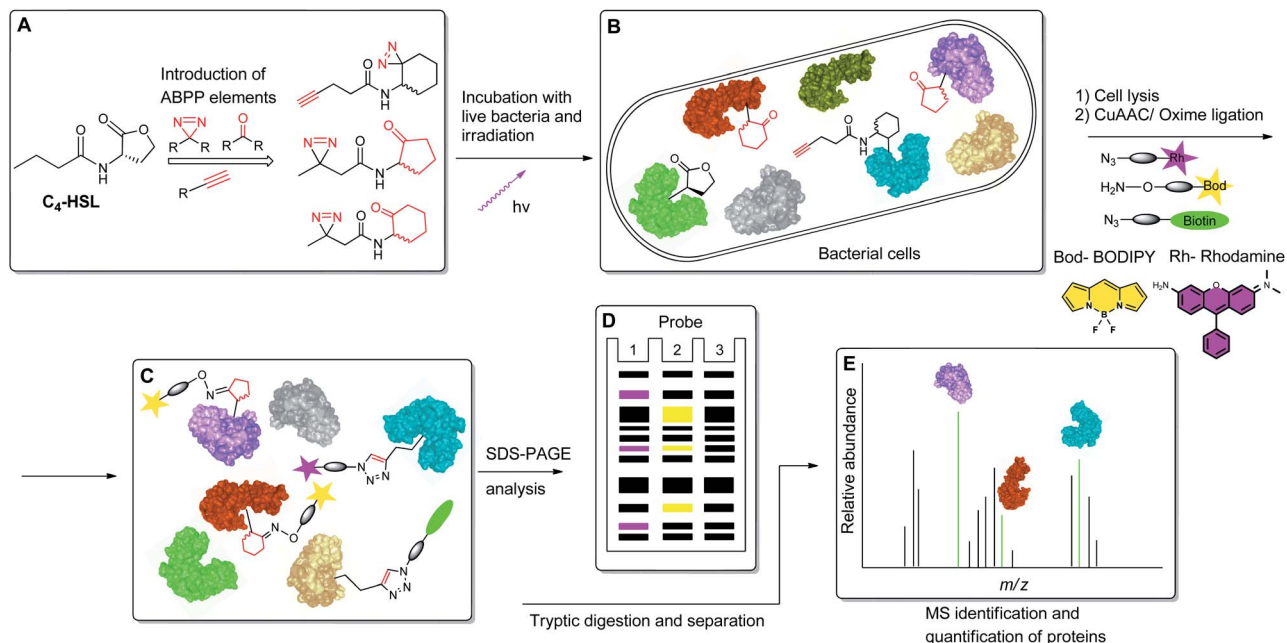 A
Introduction of
ABPP elements
N=N
R R
O
R R
R
O
O
O
N
H
C4-HSL
N=N
O
N
H
N=N
O
O
N
H
N=N
O
O
N
H
Incubation with
live bacteria and
irradiation
hv
B
O
O
O
N
H
O
O
Bacterial cells
1) Cell lysis
2) CuAAC/ Oxime ligation
N3 Rh
H2N–O Bod
N3 Biotin
Bod- BODIPY Rh- Rhodamine
N N
B
F F
H2N O N
C
O
N
N
N=N
N
O
N
N=N
SDS-PAGE
analysis
D
Probe
1 2 3
Tryptic digestion and separation
E
Relative abundance
m/z
MS identification and
quantification of proteins